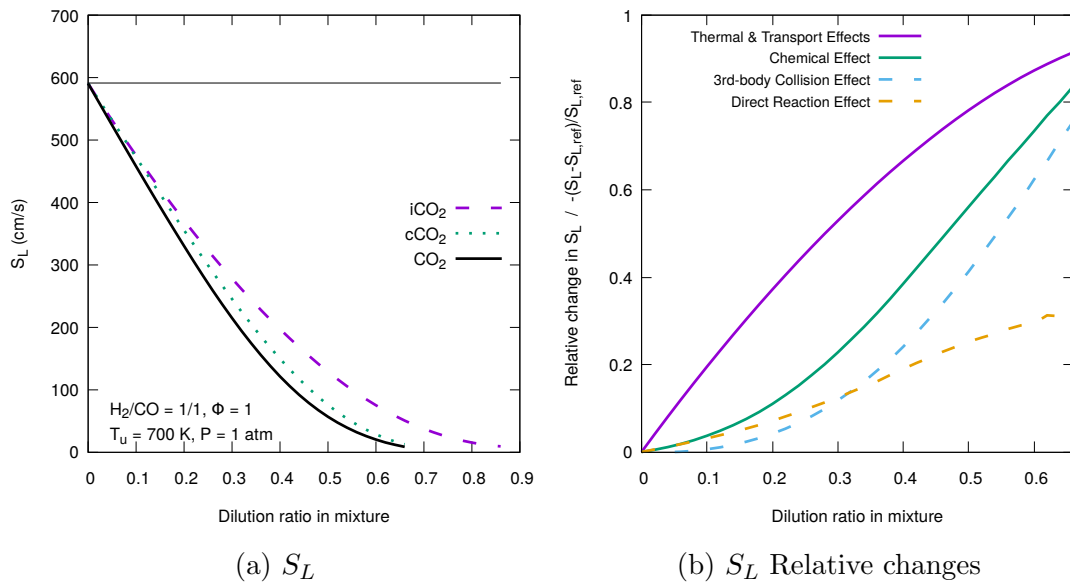 700
600
500
400
300
200
100
0
S_L (cm/s)
iCO₂
cCO₂
CO₂
H₂/CO = 1/1, Φ = 1
T_u = 700 K, P = 1 atm
0 0.1 0.2 0.3 0.4 0.5 0.6 0.7 0.8 0.9
Dilution ratio in mixture
(a) S_L
1
0.8
0.6
0.4
0.2
0
Relative change in S_L / -(S_L-S_L,ref)/S_L,ref
Thermal & Transport Effects
Chemical Effect
3rd-body Collision Effect
Direct Reaction Effect
0 0.1 0.2 0.3 0.4 0.5 0.6
Dilution ratio in mixture
(b) S_L Relative changes